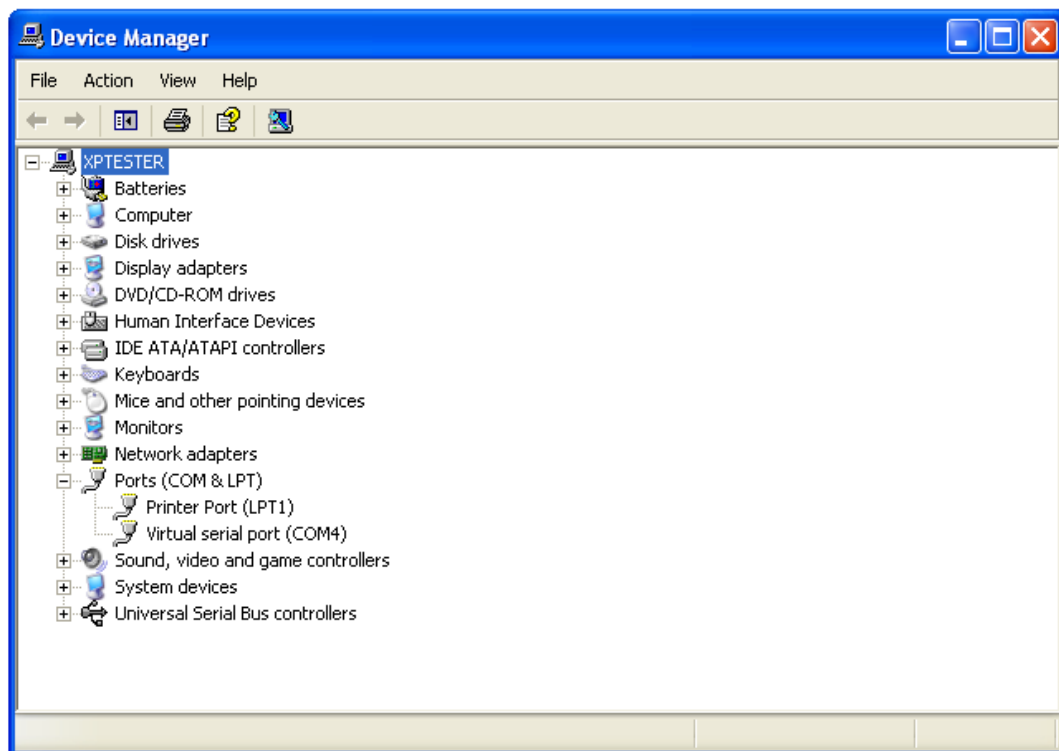 Device Manager
File Action View Help
XPTESTER
Batteries
Computer
Disk drives
Display adapters
DVD/CD-ROM drives
Human Interface Devices
IDE ATA/ATAPI controllers
Keyboards
Mice and other pointing devices
Monitors
Network adapters
Ports (COM & LPT)
Printer Port (LPT1)
Virtual serial port (COM4)
Sound, video and game controllers
System devices
Universal Serial Bus controllers